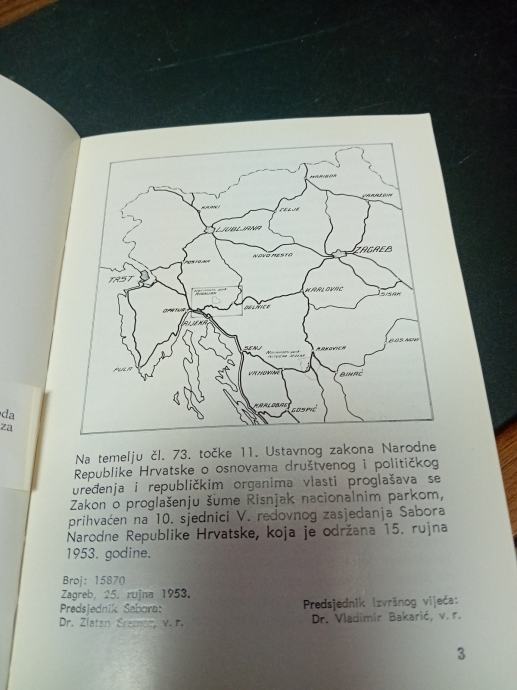 MARIBOR
VARAŽDIN
KRANJ
CELJE
LJUBLJANA
ZAGREB
POSTOJNA
NOVO MESTO
TRST
KARLOVAC
SISAK
OPATIJA
DELNICE
RIJEKA
SENJ
RAKOVICA
BOS. NOVI
PULA
VRHOVINE
BIHAĆ
KARLOBAG
GOSPIĆ
oda
za
Na temelju čl. 73. točke 11. Ustavnog zakona Narodne
Republike Hrvatske o osnovama društvenog i političkog
uređenja i republičkim organima vlasti proglašava se
Zakon o proglašenju šume Risnjak nacionalnim parkom,
prihvaćen na 10. sjednici V. redovnog zasjedanja Sabora
Narodne Republike Hrvatske, koja je održana 15. rujna
1953. godine.
Broj: 15870
Zagreb, 25. rujna 1953.
Predsjednik Sabora:
Dr. Zlatan Sremec, v. r.
Predsjednik Izvršnog vijeća:
Dr. Vladimir Bakarić, v. r.
3